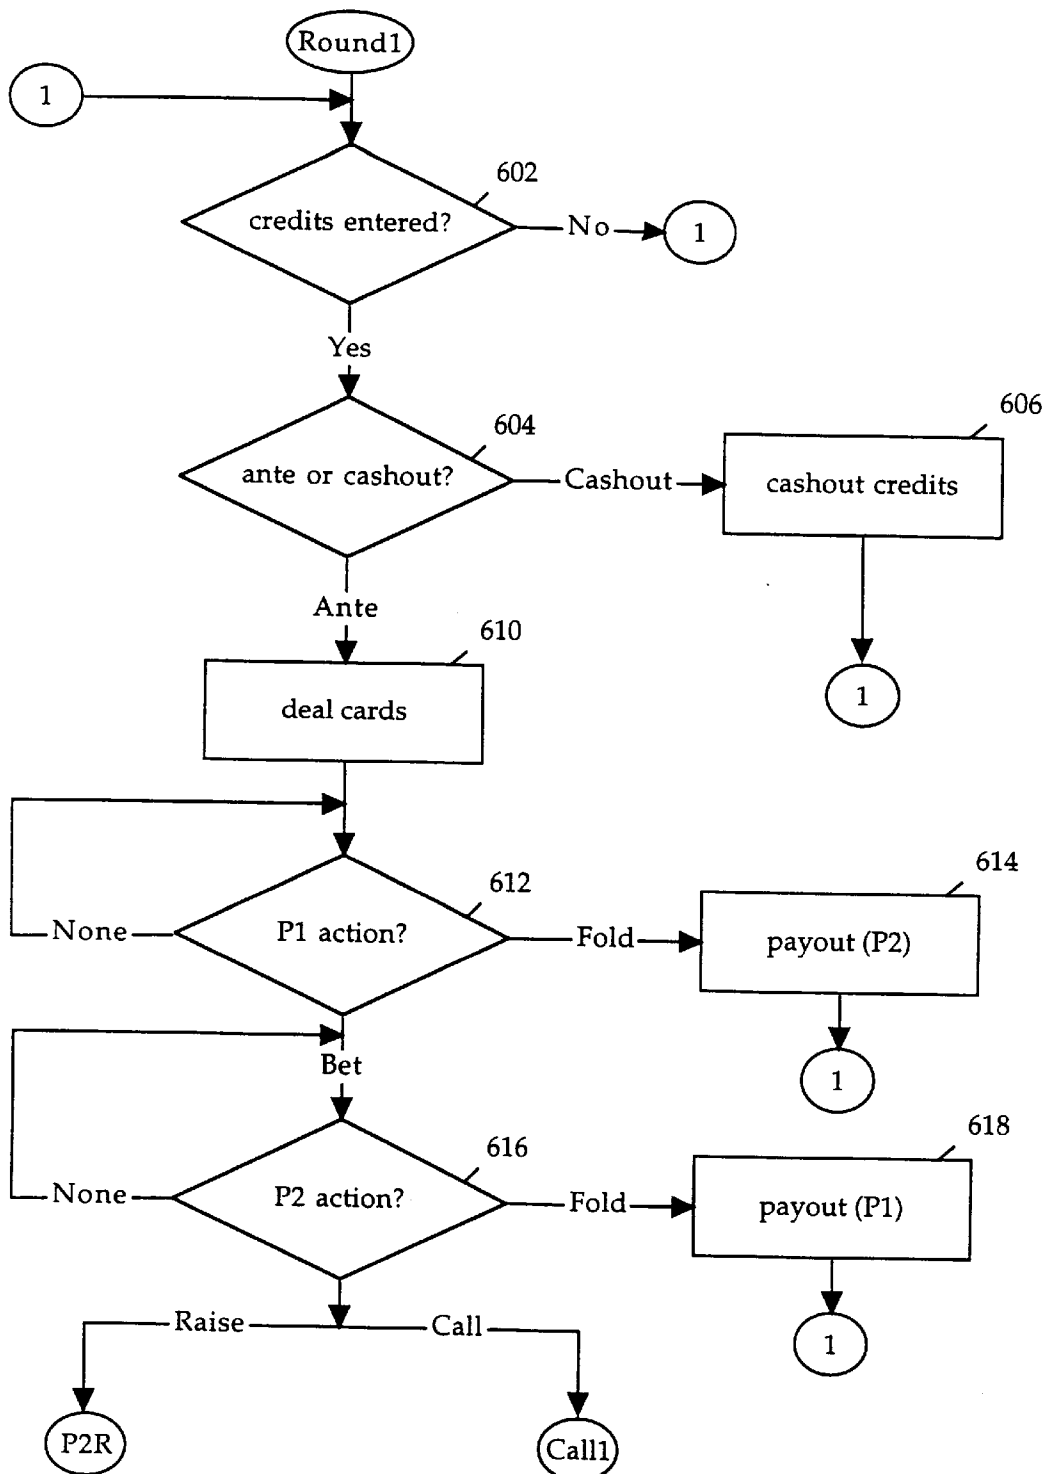 Round1
1
602
credits entered?
No
1
Yes
604
606
ante or cashout?
Cashout
cashout credits
Ante
610
1
deal cards
612
614
None
P1 action?
Fold
payout (P2)
Bet
1
616
618
None
P2 action?
Fold
payout (P1)
Raise
Call
1
P2R
Call1